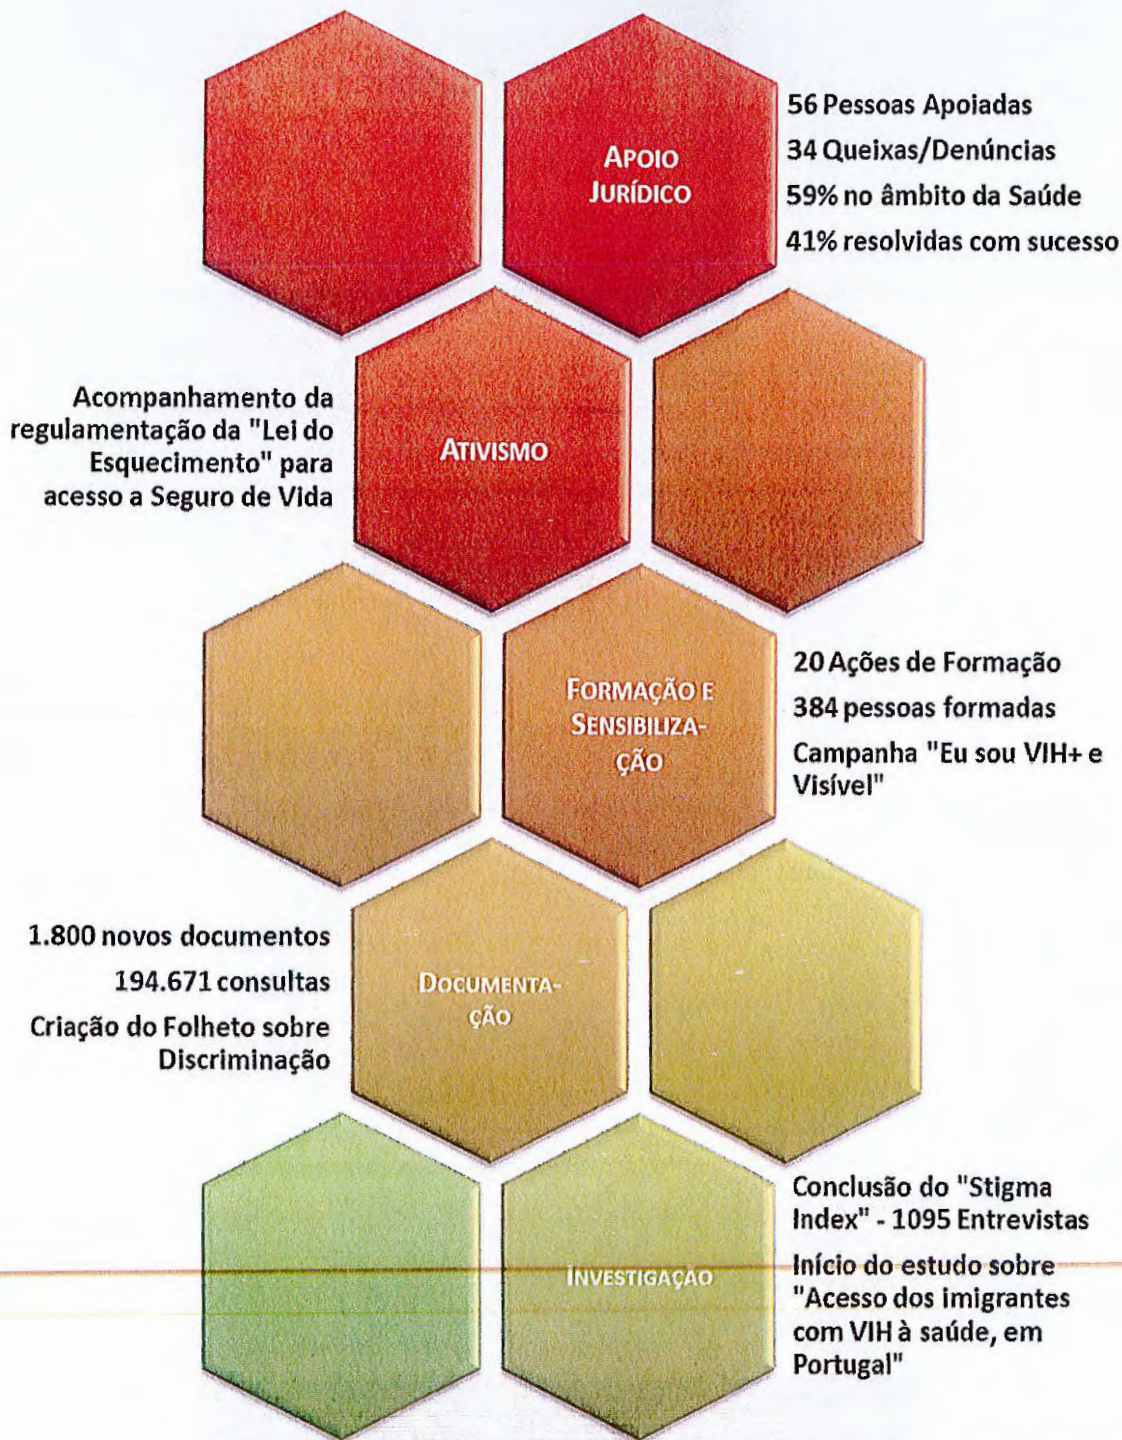 APOIO
JURÍDICO
56 Pessoas Apoiadas
34 Queixas/Denúncias
59% no âmbito da Saúde
41% resolvidas com sucesso
Acompanhamento da
regulamentação da "Lei do
Esquecimento" para
acesso a Seguro de Vida
ATIVISMO
FORMAÇÃO E
SENSIBILIZA-
ÇÃO
20 Ações de Formação
384 pessoas formadas
Campanha "Eu sou VIH+ e
Visível"
1.800 novos documentos
194.671 consultas
Criação do Folheto sobre
Discriminação
DOCUMENTA-
ÇÃO
INVESTIGAÇÃO
Conclusão do "Stigma
Index" - 1095 Entrevistas
Início do estudo sobre
"Acesso dos imigrantes
com VIH à saúde, em
Portugal"